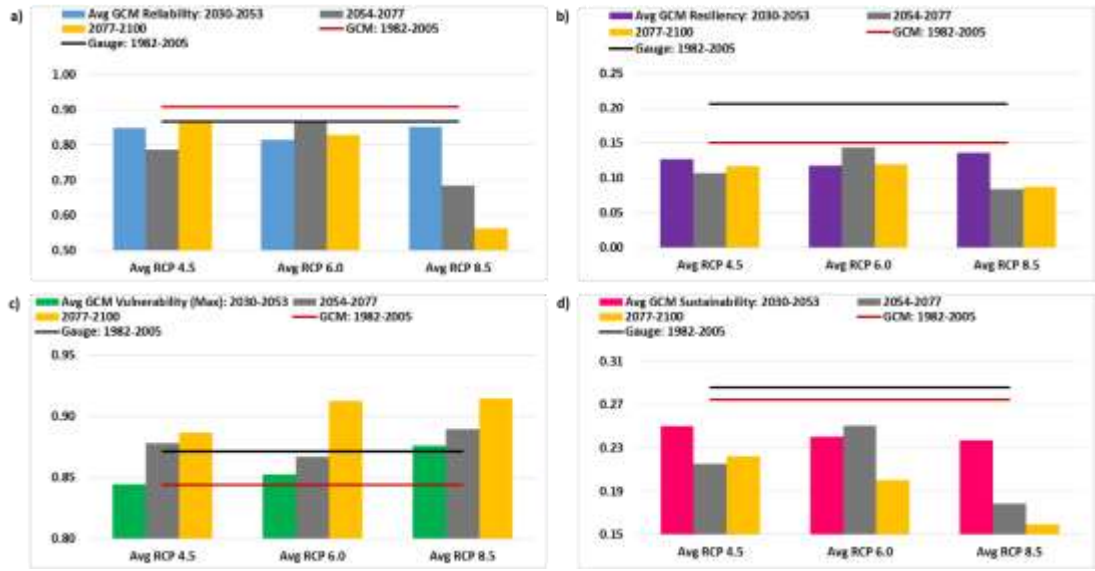 a)
Avg GCM Reliability: 2030-2053
2054-2077
2077-2100
GCM: 1982-2005
Gauge: 1982-2005
1.00
0.90
0.80
0.70
0.60
0.50
Avg RCP 4.5
Avg RCP 6.0
Avg RCP 8.5
b)
Avg GCM Resiliency: 2030-2053
2054-2077
2077-2100
GCM: 1982-2005
Gauge: 1982-2005
0.25
0.20
0.15
0.10
0.05
0.00
Avg RCP 4.5
Avg RCP 6.0
Avg RCP 8.5
c)
Avg GCM Vulnerability (Max): 2030-2053
2054-2077
2077-2100
GCM: 1982-2005
Gauge: 1982-2005
0.95
0.90
0.85
0.80
Avg RCP 4.5
Avg RCP 6.0
Avg RCP 8.5
d)
Avg GCM Sustainability: 2030-2053
2054-2077
2077-2100
GCM: 1982-2005
Gauge: 1982-2005
0.31
0.27
0.23
0.19
0.15
Avg RCP 4.5
Avg RCP 6.0
Avg RCP 8.5